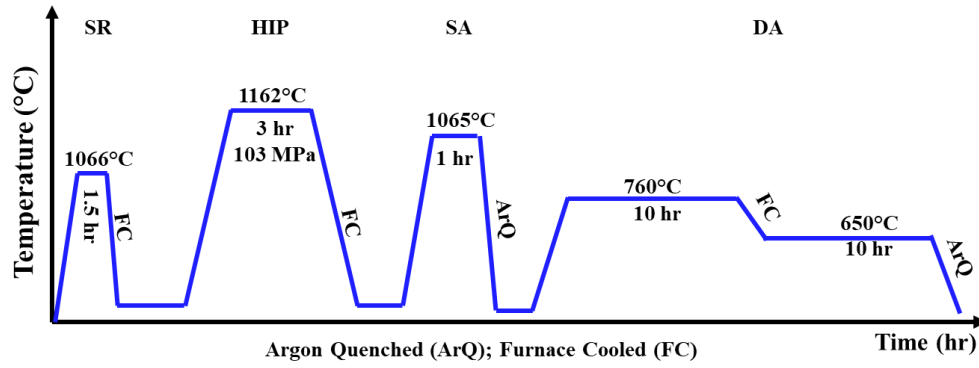 SR
HIP
SA
DA
Temperature (°C)
1066°C
1.5 hr
FC
1162°C
3 hr
103 MPa
FC
1065°C
1 hr
ArQ
760°C
10 hr
FC
650°C
10 hr
ArQ
Time (hr)
Argon Quenched (ArQ); Furnace Cooled (FC)